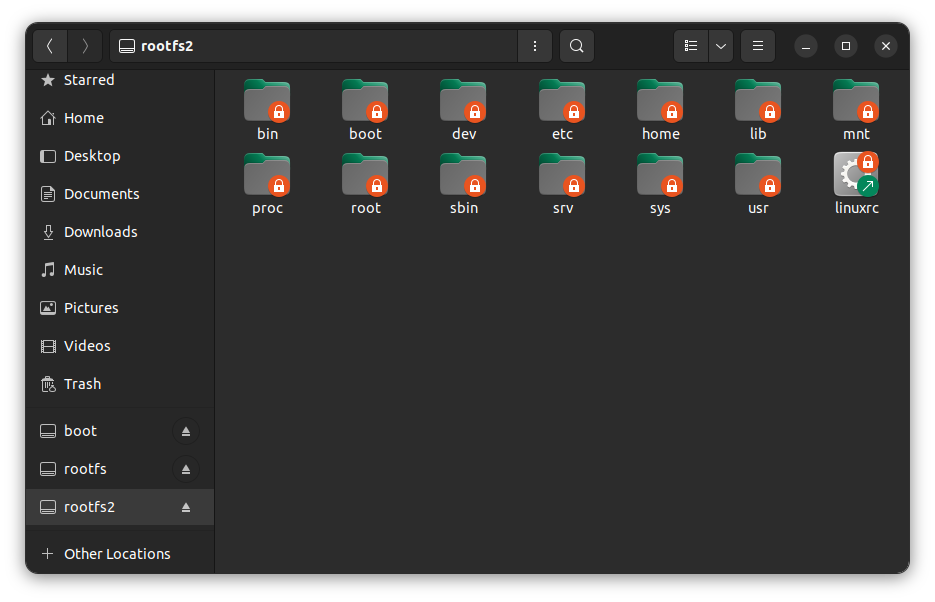 rootfs2
Starred
Home
Desktop
Documents
Downloads
Music
Pictures
Videos
Trash
boot
rootfs
rootfs2
Other Locations
bin boot dev etc home lib mnt
proc root sbin srv sys usr linuxrc